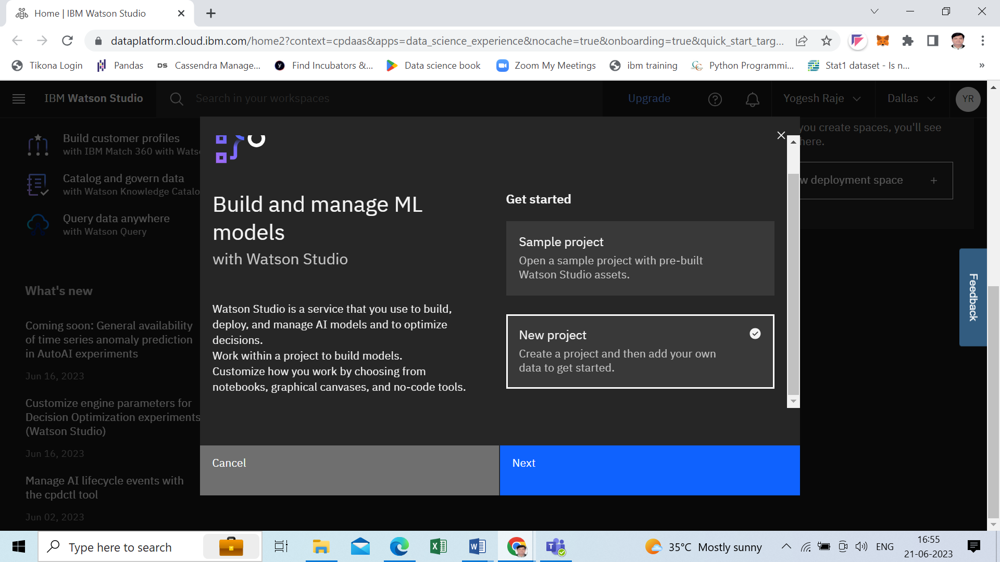 Home | IBM Watson Studio
dataplatform.cloud.ibm.com/home2?context=cpdaas&apps=data_science_experience&nocache=true&onboarding=true&quick_start_targ...
Tikona Login
Pandas
DS Cassendra Manage...
Find Incubators &...
Data science book
Zoom My Meetings
ibm training
Python Programmi...
Stat1 dataset - Is n...
»
IBM Watson Studio
Search in your workspaces
Upgrade
Yogesh Raje
Dallas
YR
Build customer profiles
with IBM Match 360 with Wats
Catalog and govern data
with Watson Knowledge Catalo
Query data anywhere
with Watson Query
What's new
Coming soon: General availability
of time series anomaly prediction
in AutoAI experiments
Jun 16, 2023
Customize engine parameters for
Decision Optimization experiments
(Watson Studio)
Jun 16, 2023
Manage AI lifecycle events with
the cpdctl tool
Jun 02, 2023
Build and manage ML
models
with Watson Studio
Watson Studio is a service that you use to build,
deploy, and manage AI models and to optimize
decisions.
Work within a project to build models.
Customize how you work by choosing from
notebooks, graphical canvases, and no-code tools.
Get started
Sample project
Open a sample project with pre-built
Watson Studio assets.
New project
Create a project and then add your own
data to get started.
Cancel
Next
you create spaces, you'll see
here.
w deployment space +
Feedback
Type here to search
35°C Mostly sunny
ENG
16:55
21-06-2023